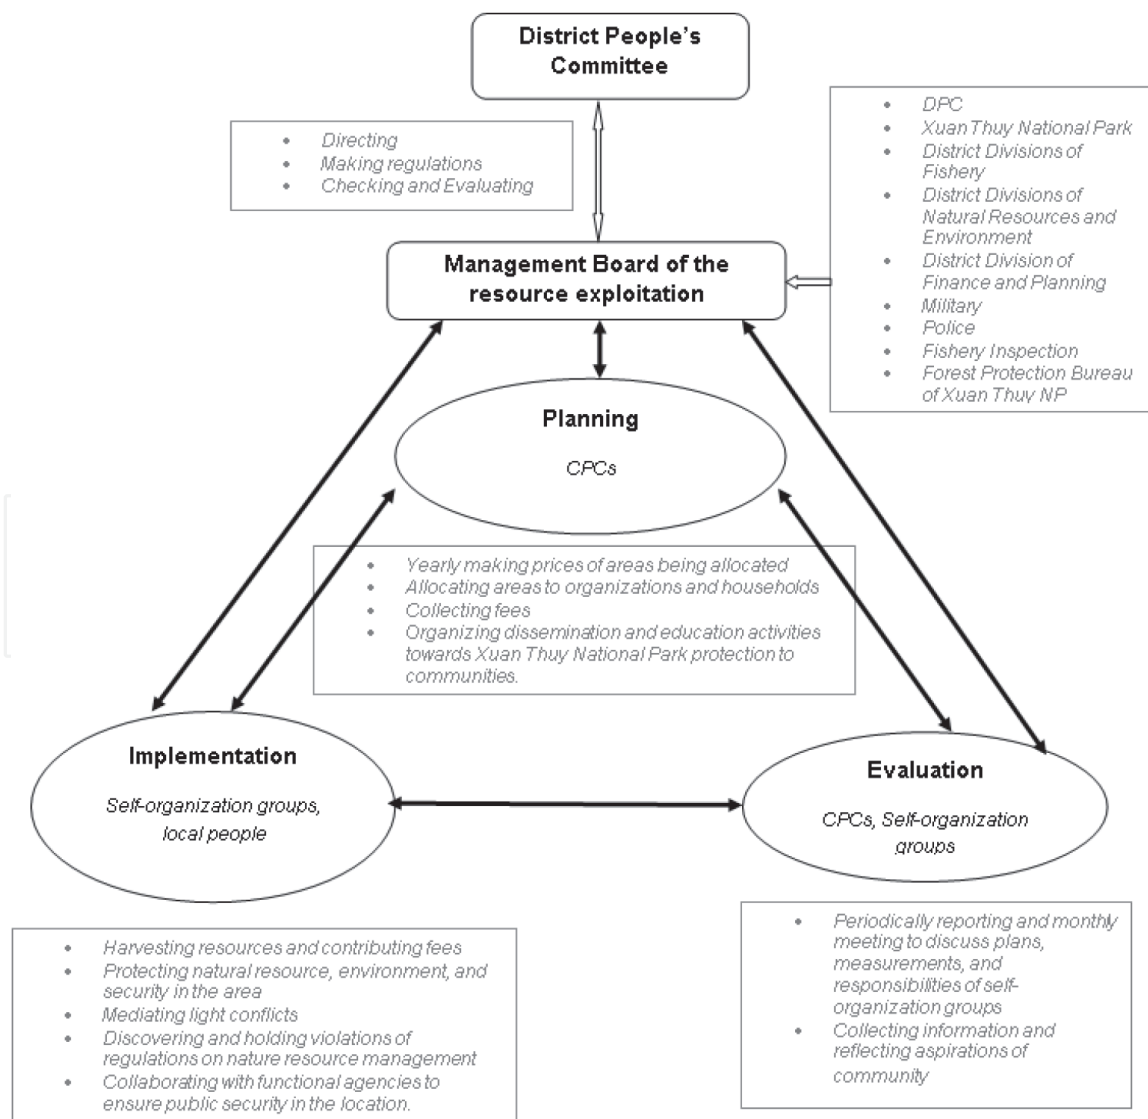 District People's
Committee
• Directing
• Making regulations
• Checking and Evaluating
• DPC
• Xuan Thuy National Park
• District Divisions of
Fishery
• District Divisions of
Natural Resources and
Environment
• District Division of
Finance and Planning
• Military
• Police
• Fishery Inspection
• Forest Protection Bureau
of Xuan Thuy NP
Management Board of the
resource exploitation
Planning
CPCs
• Yearly making prices of areas being allocated
• Allocating areas to organizations and households
• Collecting fees
• Organizing dissemination and education activities
towards Xuan Thuy National Park protection to
communities.
Implementation
Self-organization groups,
local people
Evaluation
CPCs, Self-organization
groups
• Harvesting resources and contributing fees
• Protecting natural resource, environment, and
security in the area
• Mediating light conflicts
• Discovering and holding violations of
regulations on nature resource management
• Collaborating with functional agencies to
ensure public security in the location.
• Periodically reporting and monthly
meeting to discuss plans,
measurements, and
responsibilities of self-
organization groups
• Collecting information and
reflecting aspirations of
community